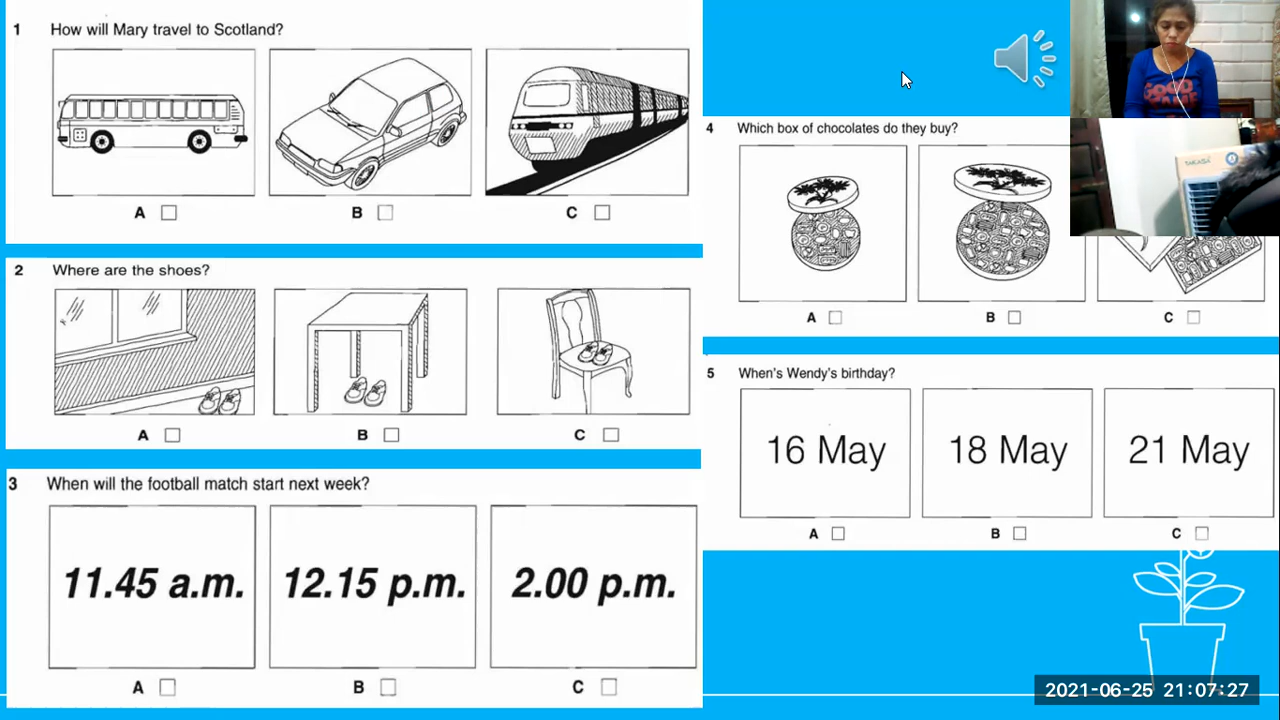 1 How will Mary travel to Scotland?
A B C
2 Where are the shoes?
A B C
3 When will the football match start next week?
11.45 a.m. 12.15 p.m. 2.00 p.m.
A B C
4 Which box of chocolates do they buy?
A B C
5 When's Wendy's birthday?
16 May 18 May 21 May
A B C
GOOD
TAKADA
2021-06-25 21:07:27